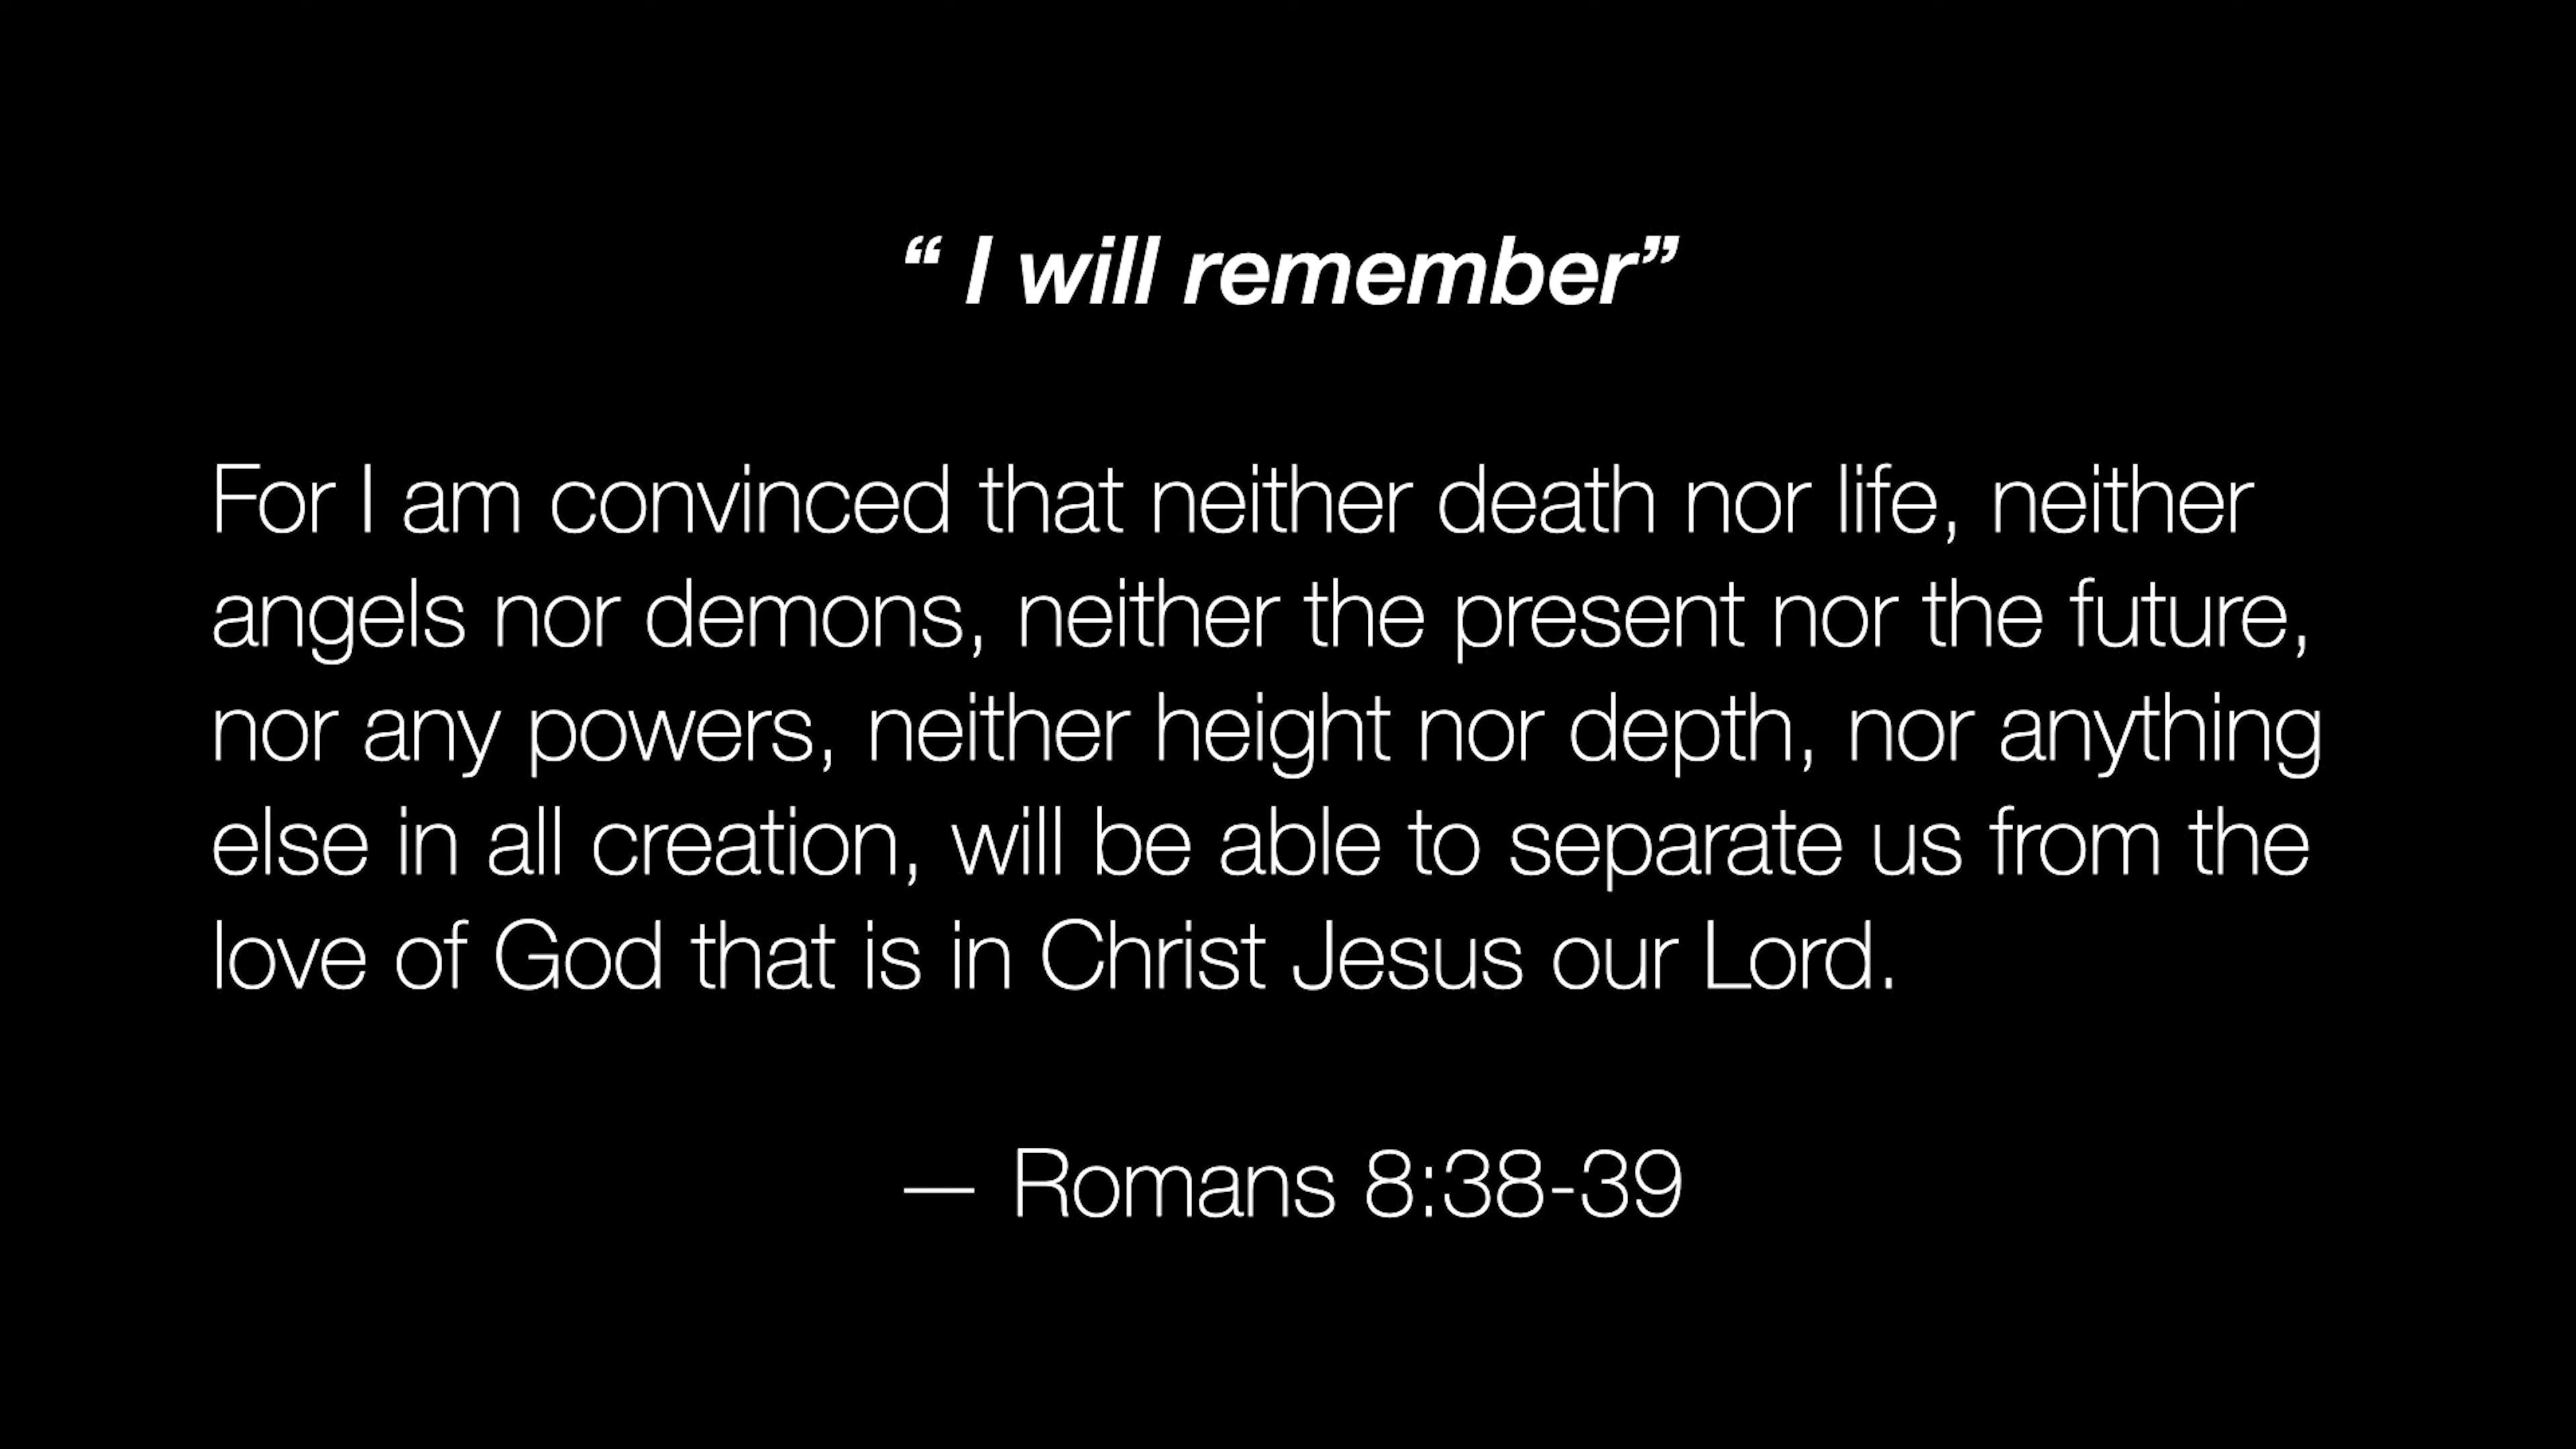 “ I will remember”
For I am convinced that neither death nor life, neither
angels nor demons, neither the present nor the future,
nor any powers, neither height nor depth, nor anything
else in all creation, will be able to separate us from the
love of God that is in Christ Jesus our Lord.
— Romans 8:38-39